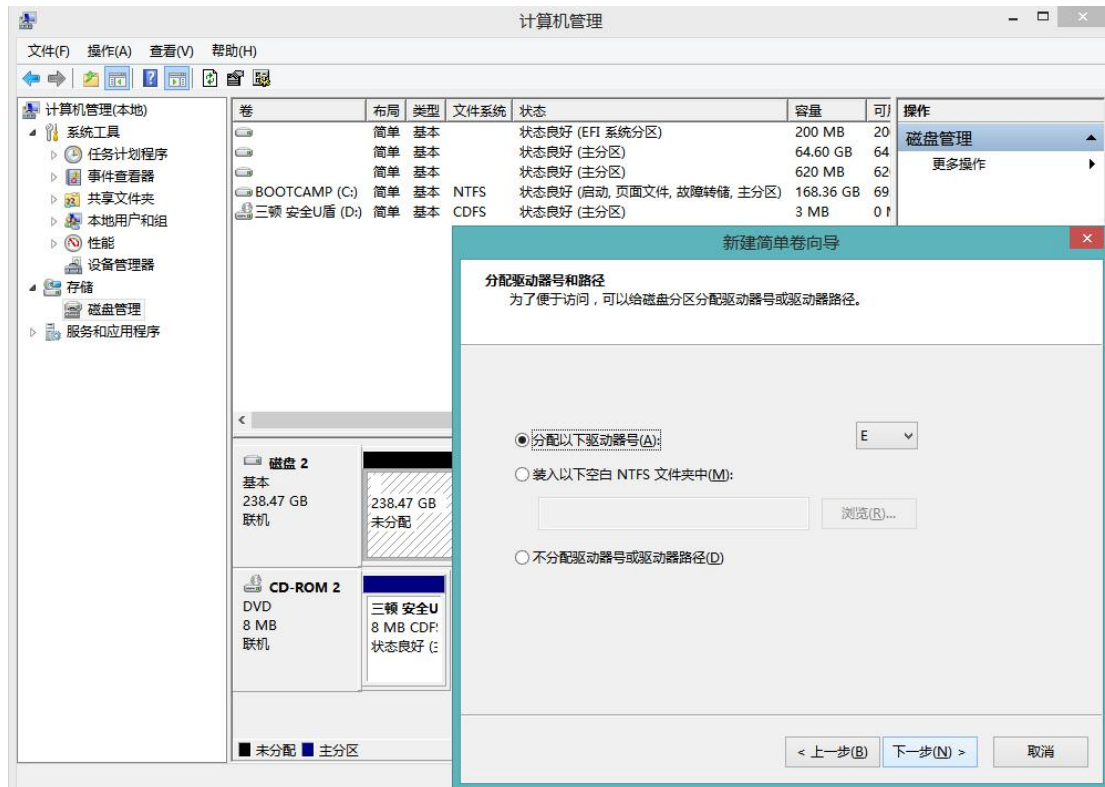 计算机管理
文件(F) 操作(A) 查看(V) 帮助(H)
计算机管理(本地)
系统工具
任务计划程序
事件查看器
共享文件夹
本地用户和组
性能
设备管理器
存储
磁盘管理
服务和应用程序
卷 布局 类型 文件系统 状态 容量 可用
简单 基本 状态良好 (EFI 系统分区) 200 MB 20
简单 基本 状态良好 (主分区) 64.60 GB 64.
简单 基本 状态良好 (主分区) 620 MB 62
BOOTCAMP (C:) 简单 基本 NTFS 状态良好 (启动, 页面文件, 故障转储, 主分区) 168.36 GB 69.
三顿 安全U盾 (D:) 简单 基本 CDFS 状态良好 (主分区) 3 MB 0 M
操作
磁盘管理
更多操作
磁盘 2
基本
238.47 GB
联机
238.47 GB
未分配
CD-ROM 2
DVD
8 MB
联机
三顿 安全U
8 MB CDF
状态良好 (
未分配 主分区
新建简单卷向导
分配驱动器号和路径
为了便于访问，可以给磁盘分区分配驱动器号或驱动器路径。
分配以下驱动器号(A): E
装入以下空白 NTFS 文件夹中(M):
浏览(R)...
不分配驱动器号或驱动器路径(D)
< 上一步(B) 下一步(N) > 取消